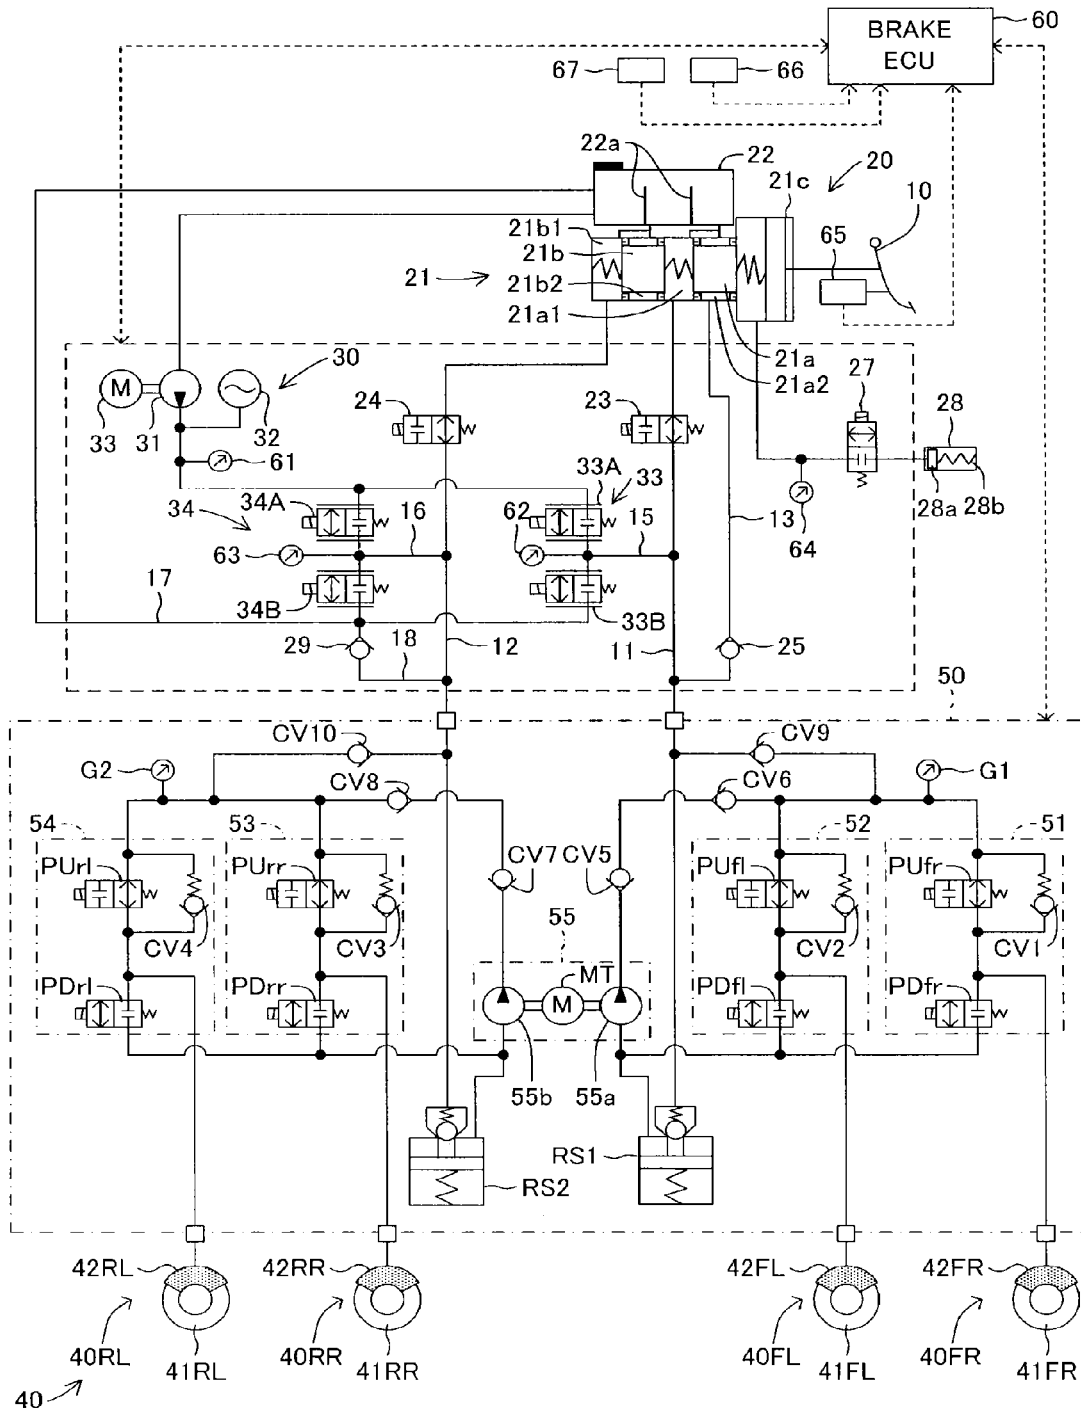 BRAKE
ECU
60
67
66
22a
22
20
21c
10
21b1
21b
21
21b2
21a1
65
21a
21a2
30
M
33
31
32
61
24
23
27
28
28a
28b
64
13
34A
34
16
63
33A
33
62
15
17
34B
33B
29
18
12
11
25
50
CV10
CV9
G2
CV8
CV6
G1
54
53
52
51
PUrl
PUrr
CV7
CV5
PUfl
PUfr
CV4
CV3
55
CV2
CV1
MT
M
PDrl
PDrr
PDfl
PDfr
55b
55a
RS1
RS2
42RL
42RR
42FL
42FR
40RL
41RL
40RR
41RR
40FL
41FL
40FR
41FR
40